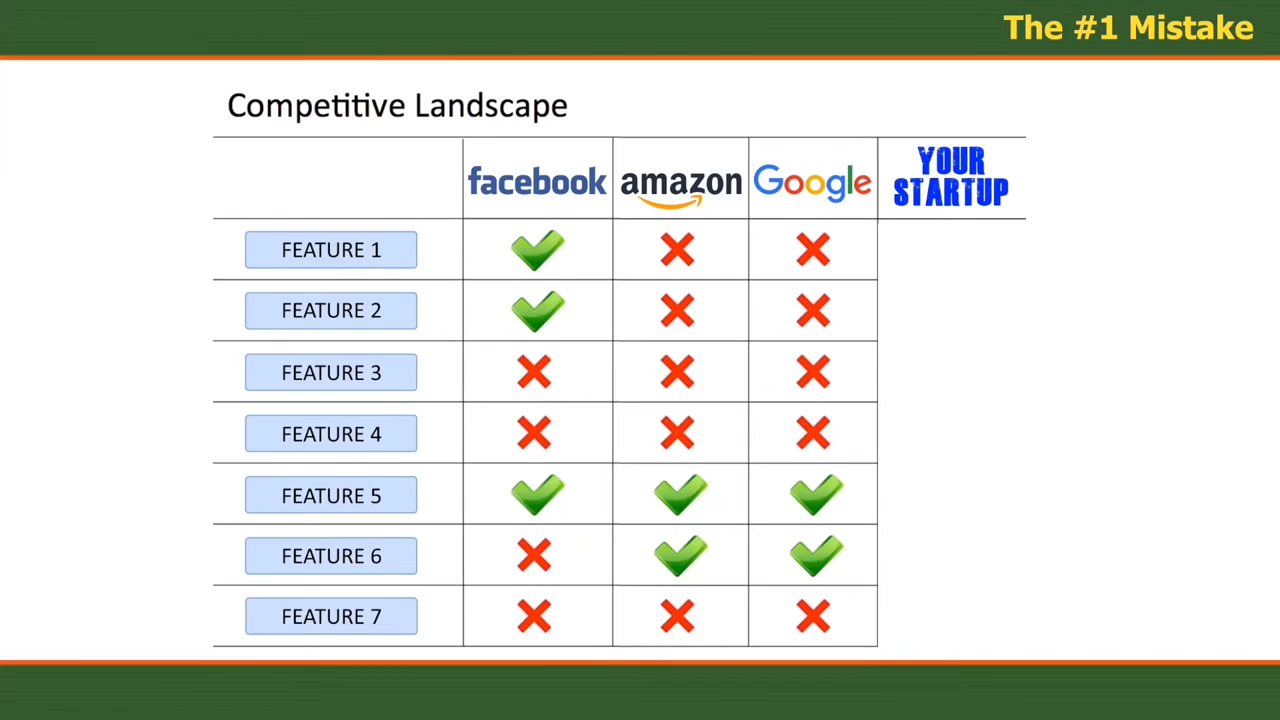 The #1 Mistake
Competitive Landscape
facebook amazon Google YOUR STARTUP
FEATURE 1
FEATURE 2
FEATURE 3
FEATURE 4
FEATURE 5
FEATURE 6
FEATURE 7